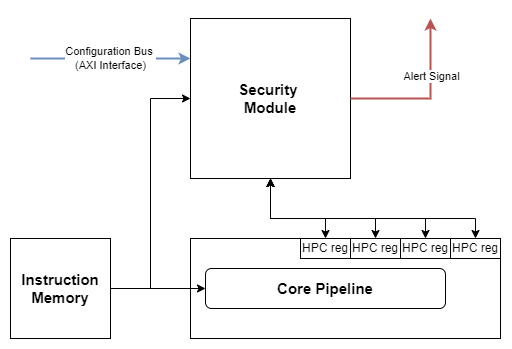 Configuration Bus
(AXI Interface)
Security
Module
Alert Signal
HPC reg HPC reg HPC reg HPC reg
Instruction
Memory
Core Pipeline